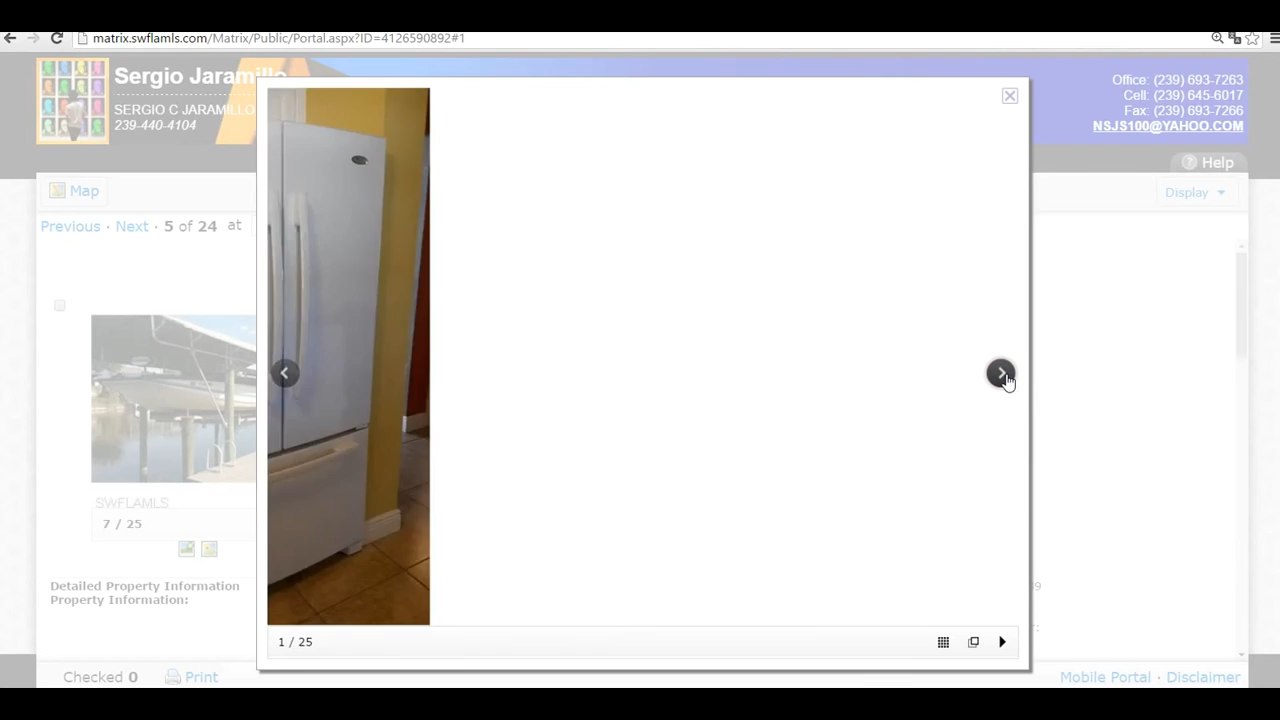 matrix.swflamls.com/Matrix/Public/Portal.aspx?ID=4126590892#1
Sergio Jaramillo
SERGIO C JARAMILLO
239-440-4104
Office: (239) 693-7263
Cell: (239) 645-6017
Fax: (239) 693-7266
NSJS100@YAHOO.COM
? Help
Map
Display
Previous · Next · 5 of 24 at
SWFLAMLS
7 / 25
Detailed Property Information
Property Information:
1 / 25
Checked 0
Print
Mobile Portal · Disclaimer